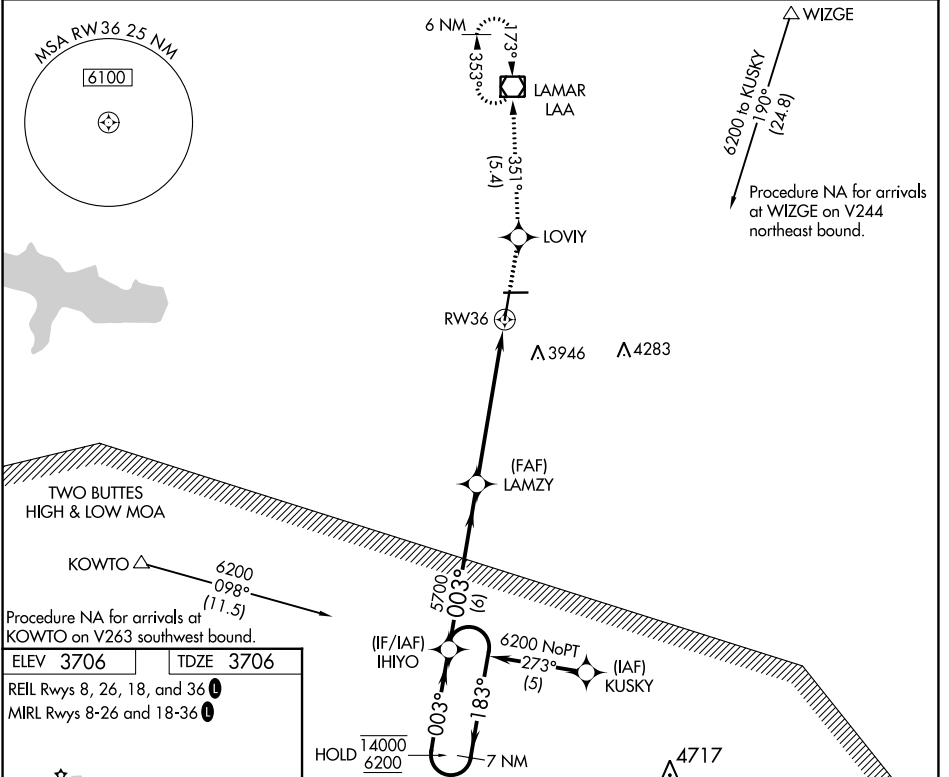 MSA RW36 25 NM
6100
6 NM
173°
353°
LAMAR
LAA
351°
(5.4)
WIZGE
6200 to KUSKY
190°
(24.8)
Procedure NA for arrivals
at WIZGE on V244
northeast bound.
LOVIY
RW36
3946
4283
(FAF)
LAMZY
TWO BUTTES
HIGH & LOW MOA
KOWTO
6200
098°
(11.5)
Procedure NA for arrivals at
KOWTO on V263 southwest bound.
5700
003°
(6)
(IF/IAF)
IHIYO
6200 NoPT
273°
(5)
(IAF)
KUSKY
003°
183°
HOLD
14000
6200
7 NM
4717
ELEV 3706
TDZE 3706
REIL Rwys 8, 26, 18, and 36 L
MIRL Rwys 8-26 and 18-36 L